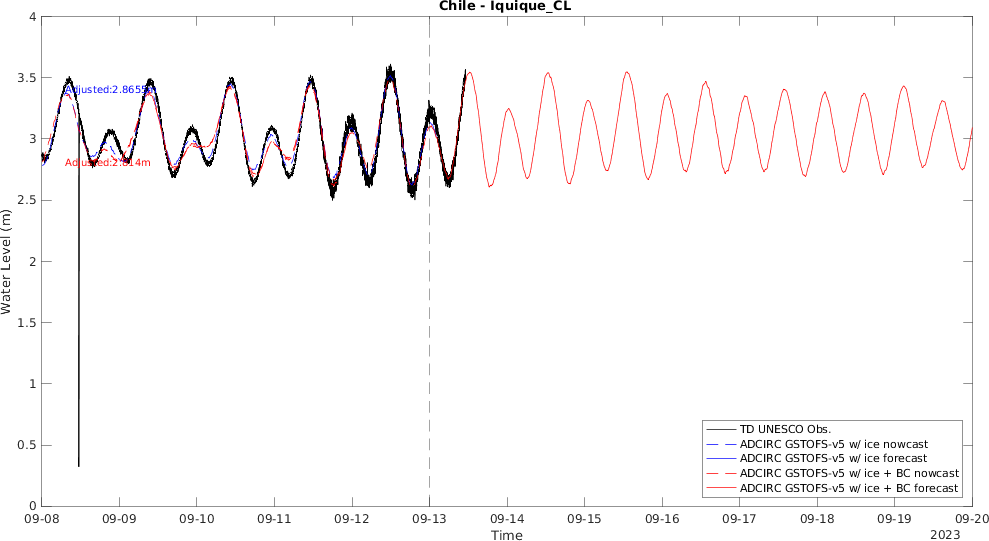 Chile - Iquique_CL
4
3.5
3
2.5
2
1.5
1
0.5
0
Water Level (m)
Adjusted:2.8655m
Adjusted:2.814m
TD UNESCO Obs.
ADCIRC GSTOFS-v5 w/ ice nowcast
ADCIRC GSTOFS-v5 w/ ice forecast
ADCIRC GSTOFS-v5 w/ ice + BC nowcast
ADCIRC GSTOFS-v5 w/ ice + BC forecast
09-08 09-09 09-10 09-11 09-12 09-13 09-14 09-15 09-16 09-17 09-18 09-19 09-20
Time
2023